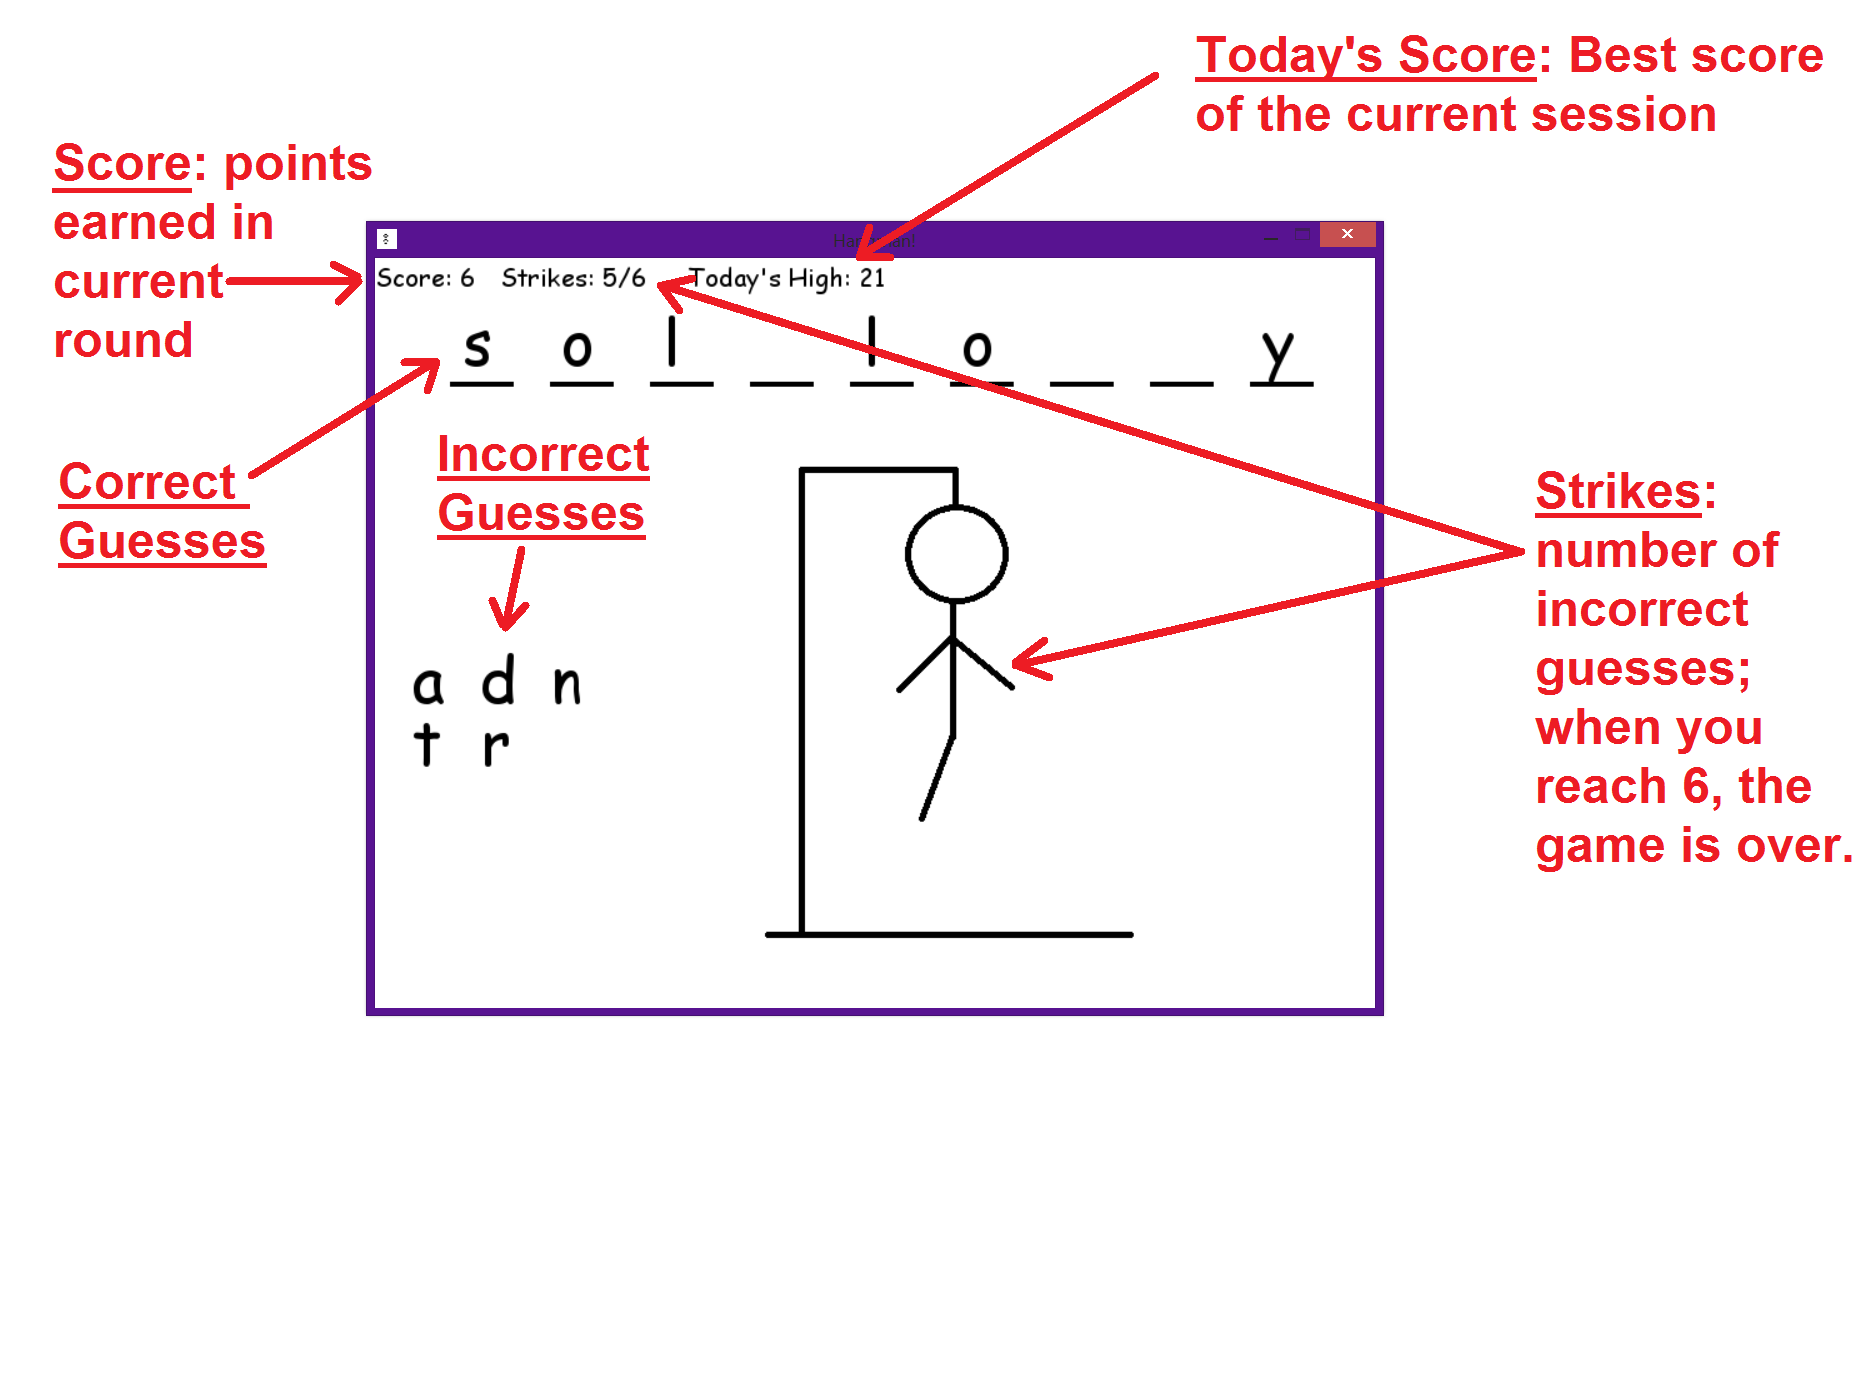 Today's Score: Best score
of the current session
Score: points
earned in
current
round
Hangman!
Score: 6 Strikes: 5/6 Today's High: 21
s o l _ l o _ _ y
Correct
Guesses
Incorrect
Guesses
a d n
t r
Strikes:
number of
incorrect
guesses;
when you
reach 6, the
game is over.